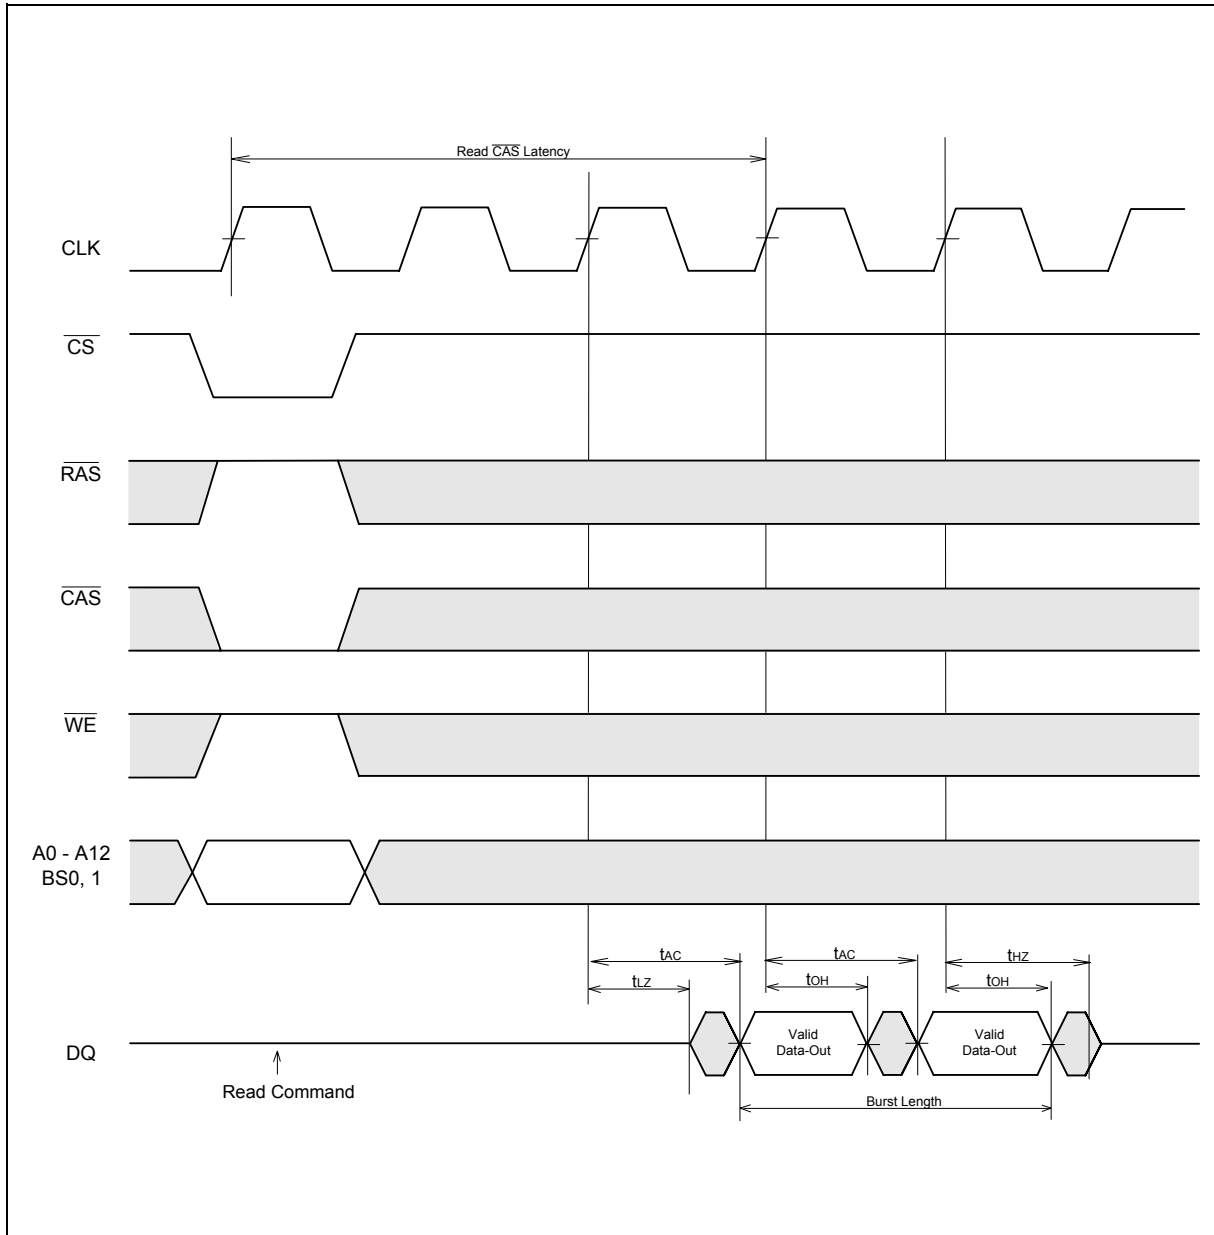 Read CAS Latency
CLK
CS
RAS
CAS
WE
A0 - A12
BS0, 1
tAC
tAC
tHZ
tLZ
tOH
tOH
DQ
Valid
Data-Out
Valid
Data-Out
Read Command
Burst Length